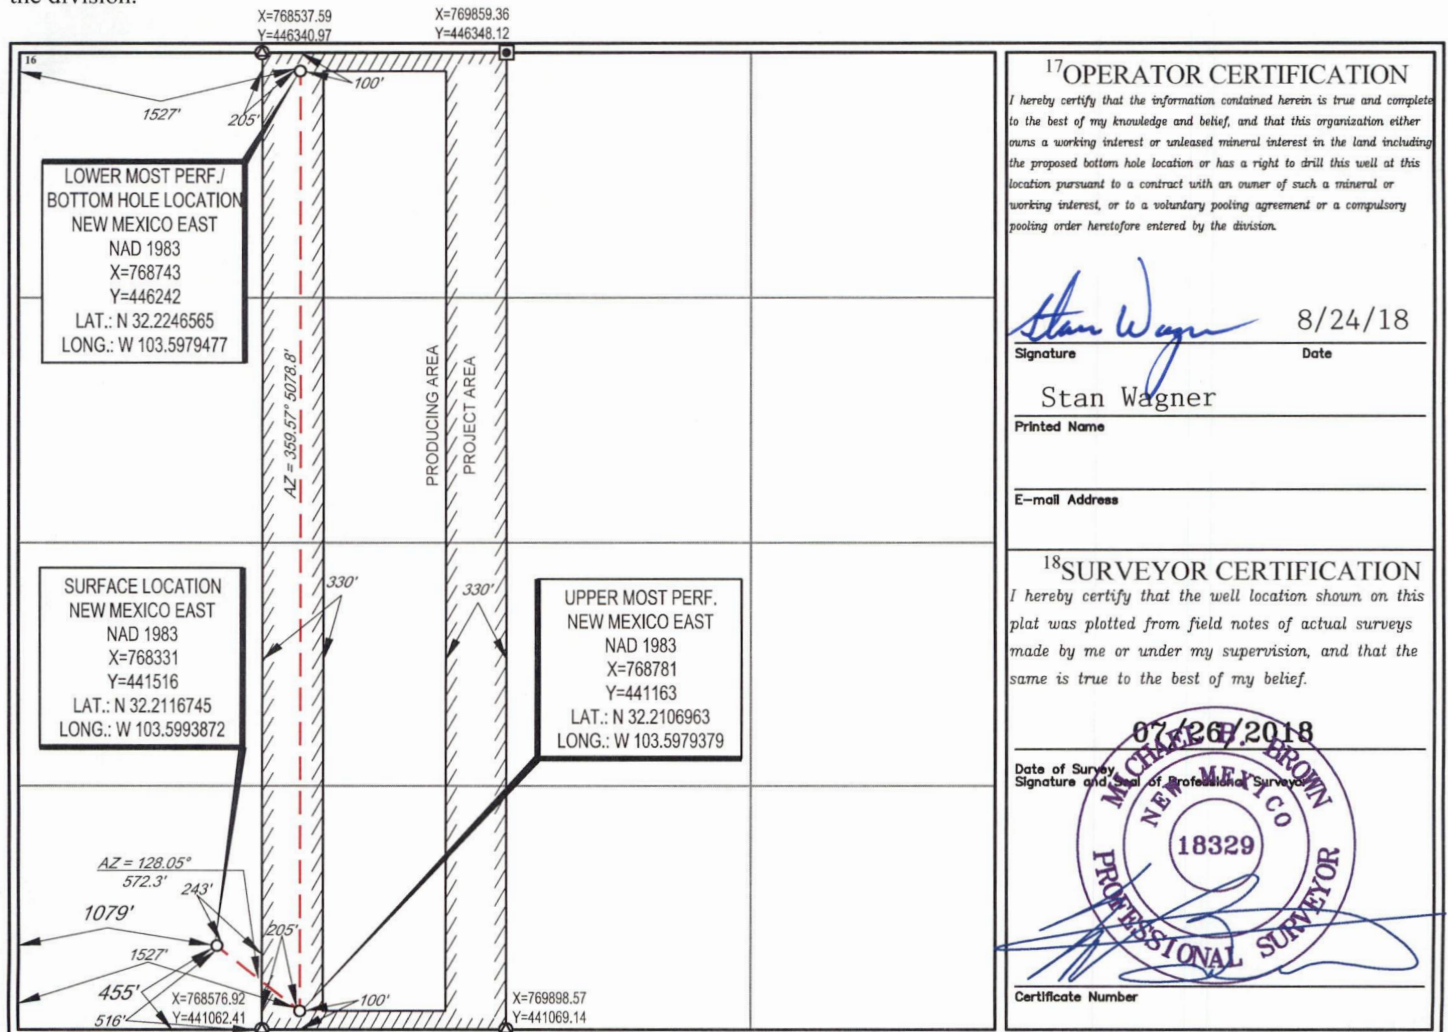 the division.
X=768537.59
Y=446340.97
X=769859.36
Y=446348.12
16
1527'
205'
100'
LOWER MOST PERF./
BOTTOM HOLE LOCATION
NEW MEXICO EAST
NAD 1983
X=768743
Y=446242
LAT.: N 32.2246565
LONG.: W 103.5979477
AZ = 359.57° 5078.8'
PRODUCING AREA
PROJECT AREA
330'
330'
SURFACE LOCATION
NEW MEXICO EAST
NAD 1983
X=768331
Y=441516
LAT.: N 32.2116745
LONG.: W 103.5993872
UPPER MOST PERF.
NEW MEXICO EAST
NAD 1983
X=768781
Y=441163
LAT.: N 32.2106963
LONG.: W 103.5979379
AZ = 128.05°
572.3'
243'
1079'
205'
1527'
455'
516'
100'
X=768576.92
Y=441062.41
X=769898.57
Y=441069.14
17OPERATOR CERTIFICATION
I hereby certify that the information contained herein is true and complete
to the best of my knowledge and belief, and that this organization either
owns a working interest or unleased mineral interest in the land including
the proposed bottom hole location or has a right to drill this well at this
location pursuant to a contract with an owner of such a mineral or
working interest, or to a voluntary pooling agreement or a compulsory
pooling order heretofore entered by the division.
Stan Wagner 8/24/18
Signature Date
Stan Wagner
Printed Name
E-mail Address
18SURVEYOR CERTIFICATION
I hereby certify that the well location shown on this
plat was plotted from field notes of actual surveys
made by me or under my supervision, and that the
same is true to the best of my belief.
07/26/2018
Date of Survey
Signature and Seal of Professional Surveyor
MICHAEL B. BROWN
NEW MEXICO
18329
PROFESSIONAL SURVEYOR
Certificate Number